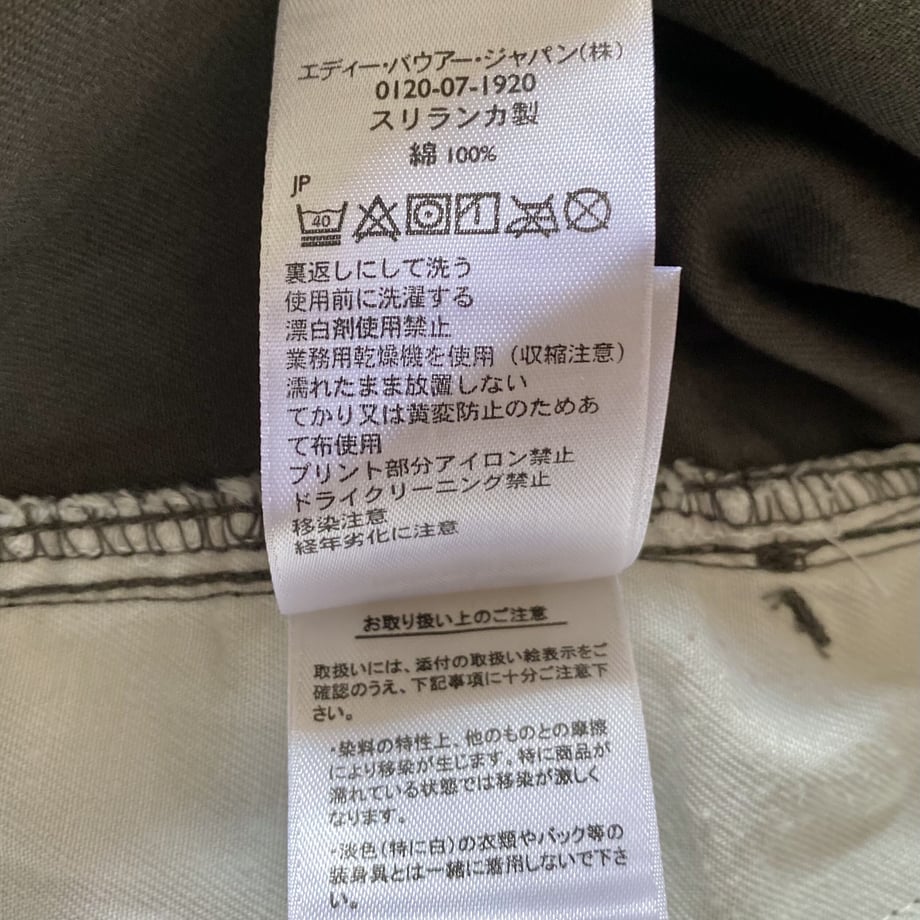 エディー・バウアー・ジャパン(株)
0120-07-1920
スリランカ製
綿 100%
JP
40
裏返しにして洗う
使用前に洗濯する
漂白剤使用禁止
業務用乾燥機を使用（収縮注意）
濡れたまま放置しない
てかり又は黄変防止のためあ
て布使用
プリント部分アイロン禁止
ドライクリーニング禁止
移染注意
経年劣化に注意
お取り扱い上のご注意
取扱いには、添付の取扱い絵表示をご
確認のうえ、下記事項に十分ご注意下
さい。
・染料の特性上、他のものとの摩擦
により移染が生じます。特に商品が
濡れている状態では移染が激しく
なります。
・淡色(特に白)の衣類やバック等の
装身具とは一緒に着用しないで下さ
い。